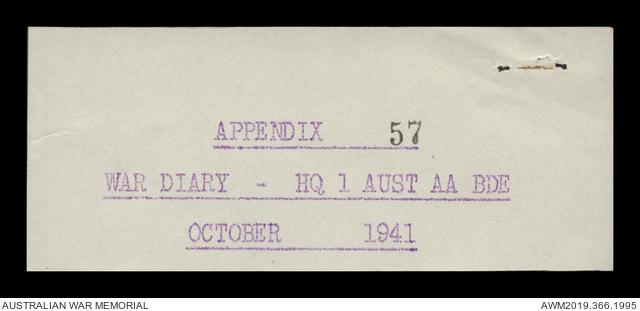 APPENDIX 57
WAR DIARY - HQ 1 AUST AA BDE
OCTOBER 1941
AUSTRALIAN WAR MEMORIAL AWM2019.366.1995